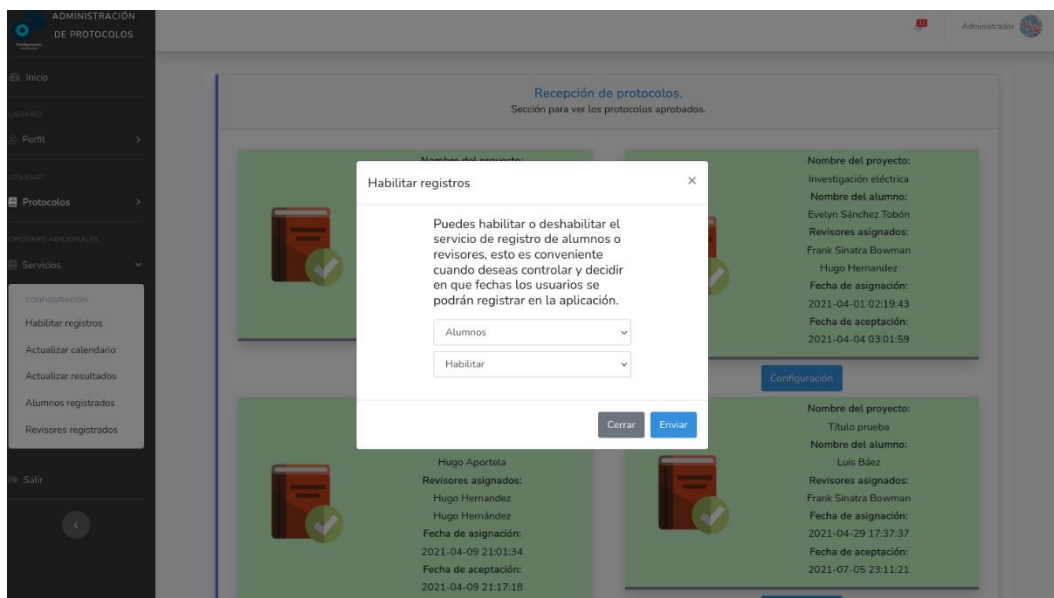 ADMINISTRACIÓN
DE PROTOCOLOS
Inicio
USUARIO
Perfil
UTILIDAD
Protocolos
OPCIONES ADICIONALES
Servicios
CONFIGURACIÓN
Habilitar registros
Actualizar calendario
Actualizar resultados
Alumnos registrados
Revisores registrados
Salir
Administrador
Recepción de protocolos.
Sección para ver los protocolos aprobados.
Nombre del proyecto:
Habilitar registros
Puedes habilitar o deshabilitar el
servicio de registro de alumnos o
revisores, esto es conveniente
cuando deseas controlar y decidir
en que fechas los usuarios se
podrán registrar en la aplicación.
Alumnos
Habilitar
Cerrar
Enviar
Nombre del proyecto:
Investigación eléctrica
Nombre del alumno:
Evelyn Sánchez Tobón
Revisores asignados:
Frank Sinatra Bowman
Hugo Hernandez
Fecha de asignación:
2021-04-01 02:19:43
Fecha de aceptación:
2021-04-04 03:01:59
Configuración
Hugo Aportela
Revisores asignados:
Hugo Hernandez
Hugo Hernández
Fecha de asignación:
2021-04-09 21:01:34
Fecha de aceptación:
2021-04-09 21:17:18
Nombre del proyecto:
Título prueba
Nombre del alumno:
Luis Báez
Revisores asignados:
Frank Sinatra Bowman
Fecha de asignación:
2021-04-29 17:37:37
Fecha de aceptación:
2021-07-05 23:11:21